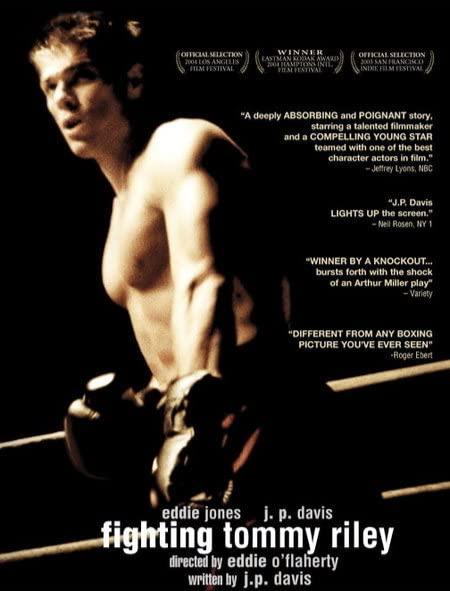 OFFICIAL SELECTION
2004 LOS ANGELES
FILM FESTIVAL
WINNER
EASTMAN KODAK AWARD
2004 HAMPTONS INT'L.
FILM FESTIVAL
OFFICIAL SELECTION
2005 SAN FRANCISCO
INDIE FILM FESTIVAL
"A deeply ABSORBING and POIGNANT story,
starring a talented filmmaker
and a COMPELLING YOUNG STAR
teamed with one of the best
character actors in film."
– Jeffrey Lyons, NBC
"J.P. Davis
LIGHTS UP the screen."
– Neil Rosen, NY 1
"WINNER BY A KNOCKOUT...
bursts forth with the shock
of an Arthur Miller play"
– Variety
"DIFFERENT FROM ANY BOXING
PICTURE YOU'VE EVER SEEN"
-Roger Ebert
eddie jones j. p. davis
fighting tommy riley
directed by eddie o'flaherty
written by j.p. davis